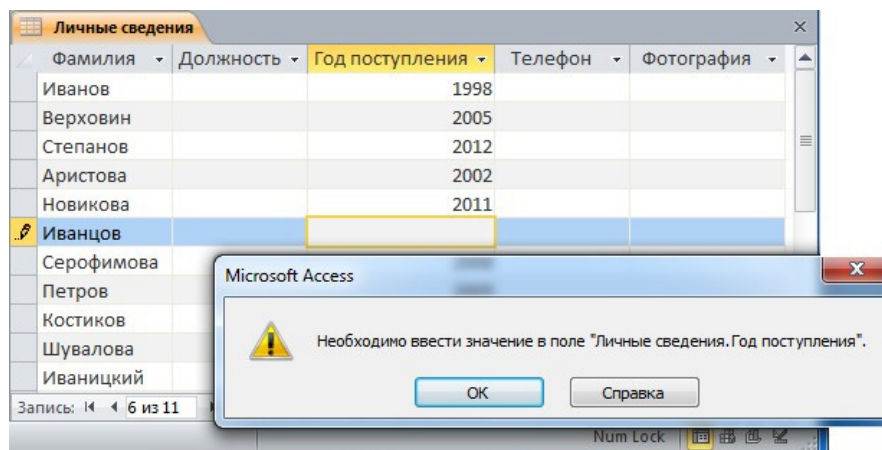 Личные сведения
Фамилия Должность Год поступления Телефон Фотография
Иванов 1998
Верховин 2005
Степанов 2012
Аристова 2002
Новикова 2011
Иванцов
Серофимова
Петров
Костиков
Шувалова
Иваницкий
Microsoft Access
Необходимо ввести значение в поле "Личные сведения.Год поступления".
ОК Справка
Запись: 6 из 11
Num Lock